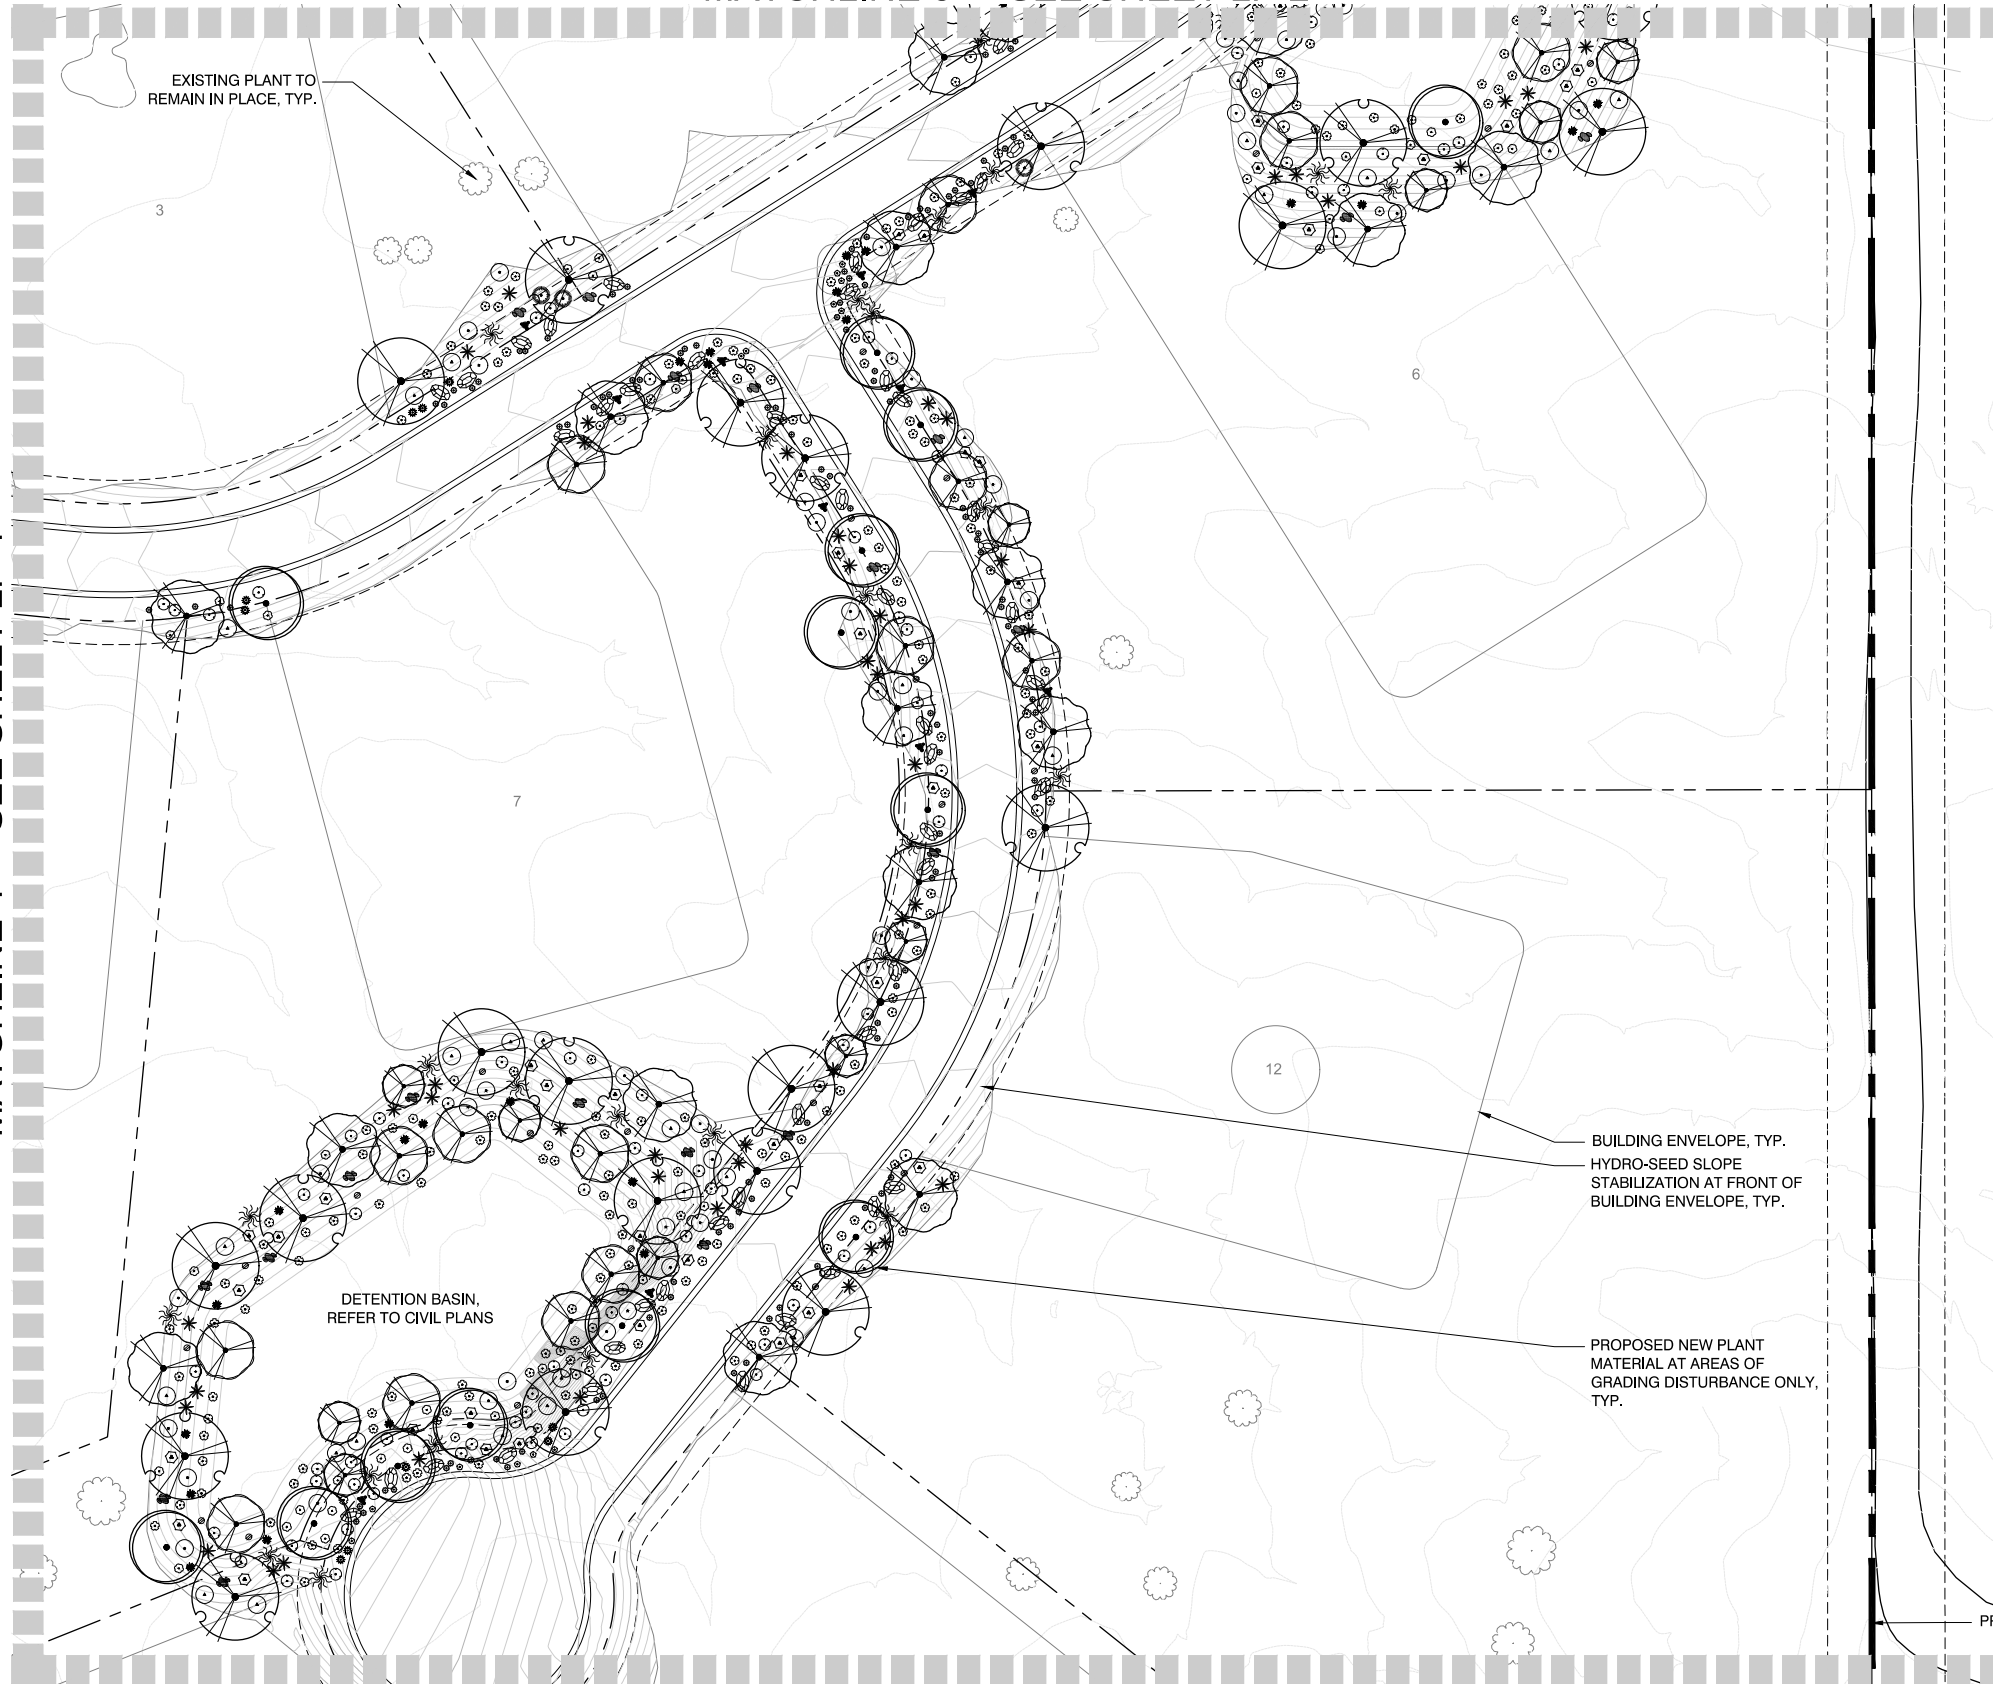 EXISTING PLANT TO
REMAIN IN PLACE, TYP.
3
6
7
12
BUILDING ENVELOPE, TYP.
HYDRO-SEED SLOPE
STABILIZATION AT FRONT OF
BUILDING ENVELOPE, TYP.
DETENTION BASIN,
REFER TO CIVIL PLANS
PROPOSED NEW PLANT
MATERIAL AT AREAS OF
GRADING DISTURBANCE ONLY,
TYP.